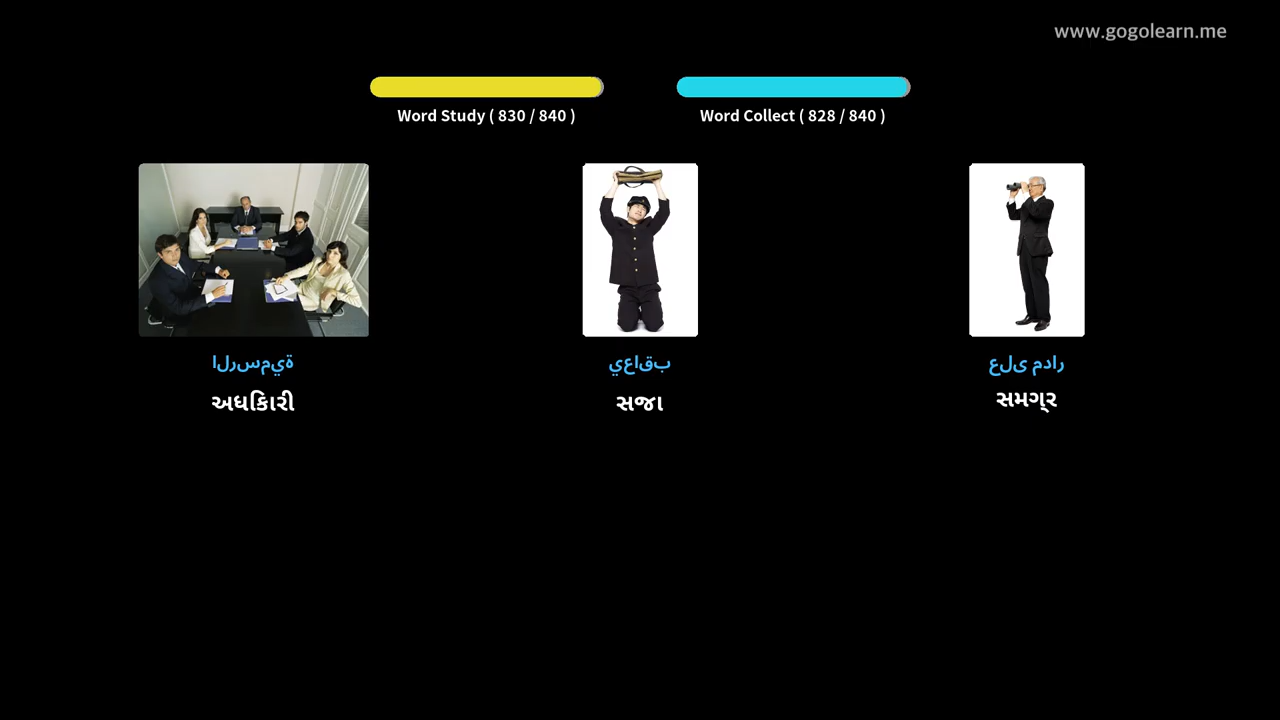 www.gogolearn.me
Word Study ( 830 / 840 )
Word Collect ( 828 / 840 )
الرسمية
يعاقب
على مدار
અધિકારી
સજા
સમગ્ર